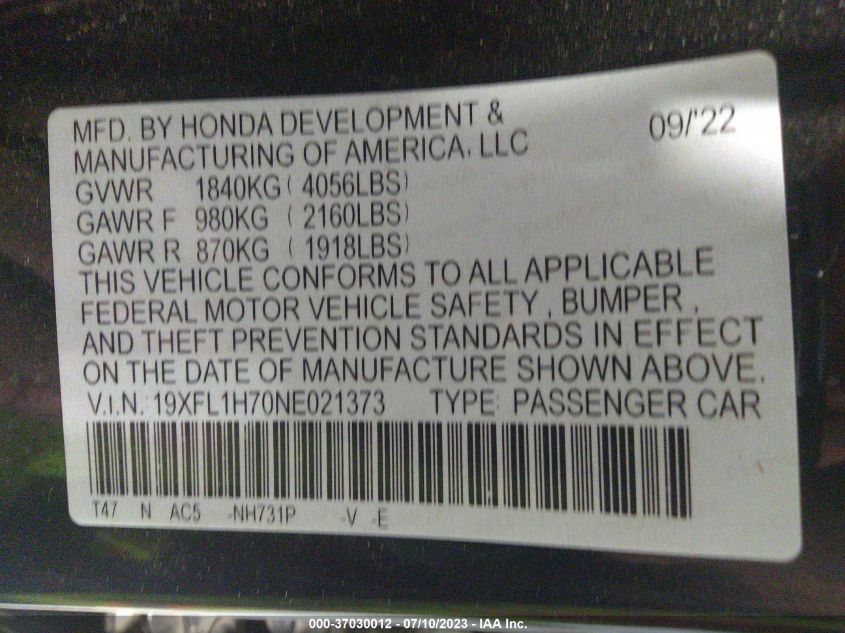 MFD. BY HONDA DEVELOPMENT &
MANUFACTURING OF AMERICA, LLC
09/'22
GVWR 1840KG ( 4056LBS)
GAWR F 980KG ( 2160LBS)
GAWR R 870KG ( 1918LBS)
THIS VEHICLE CONFORMS TO ALL APPLICABLE
FEDERAL MOTOR VEHICLE SAFETY , BUMPER ,
AND THEFT PREVENTION STANDARDS IN EFFECT
ON THE DATE OF MANUFACTURE SHOWN ABOVE.
V.I.N.: 19XFL1H70NE021373 TYPE: PASSENGER CAR
T47 N AC5 -NH731P -V -E
000-37030012 - 07/10/2023 - IAA Inc.